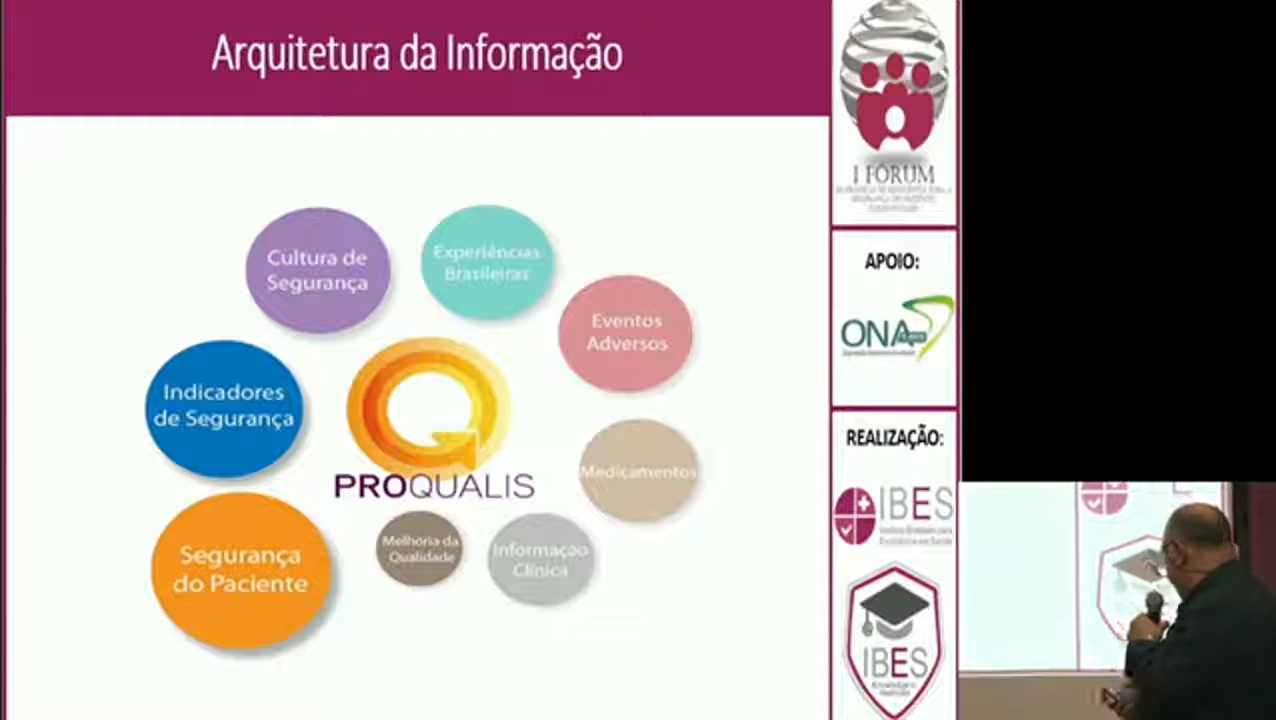 Arquitetura da Informação
Cultura de
Segurança
Experiências
Brasileiras
Eventos
Adversos
Indicadores
de Segurança
Medicamentos
PROQUALIS
Segurança
do Paciente
Melhoria da
Qualidade
Informação
Clínica
I FÓRUM
APOIO:
ONA
REALIZAÇÃO:
IBES
IBES